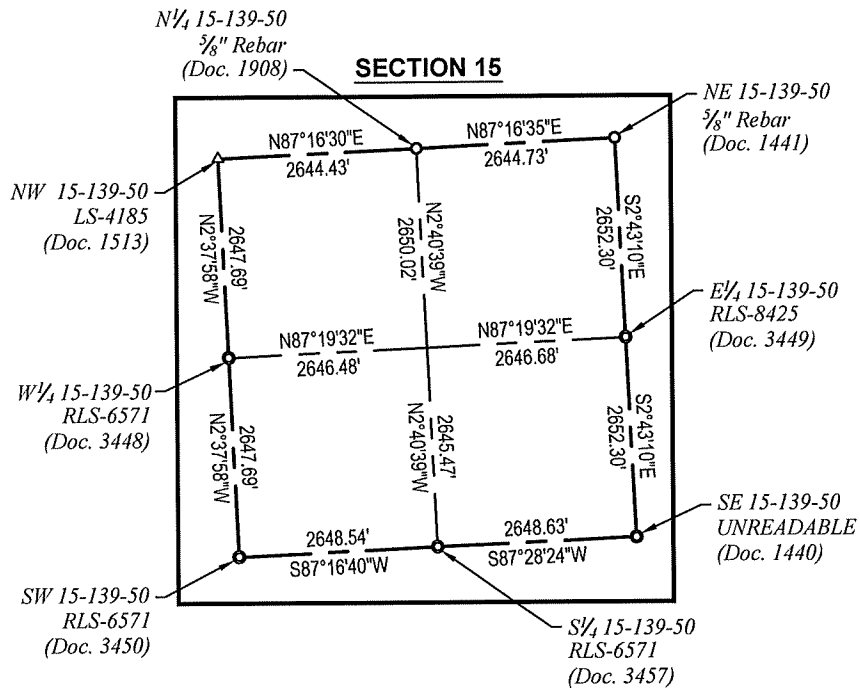 N1/4 15-139-50
5/8" Rebar
(Doc. 1908)
SECTION 15
NE 15-139-50
5/8" Rebar
(Doc. 1441)
N87°16'30"E
2644.43'
N87°16'35"E
2644.73'
NW 15-139-50
LS-4185
(Doc. 1513)
2647.69'
N2°37'58"W
N2°40'39"W
2650.02'
S2°43'10"E
2652.30'
E1/4 15-139-50
RLS-8425
(Doc. 3449)
N87°19'32"E
2646.48'
N87°19'32"E
2646.68'
W1/4 15-139-50
RLS-6571
(Doc. 3448)
2647.69'
N2°37'58"W
2645.47'
N2°40'39"W
S2°43'10"E
2652.30'
SE 15-139-50
UNREADABLE
(Doc. 1440)
2648.54'
S87°16'40"W
2648.63'
S87°28'24"W
SW 15-139-50
RLS-6571
(Doc. 3450)
S1/4 15-139-50
RLS-6571
(Doc. 3457)